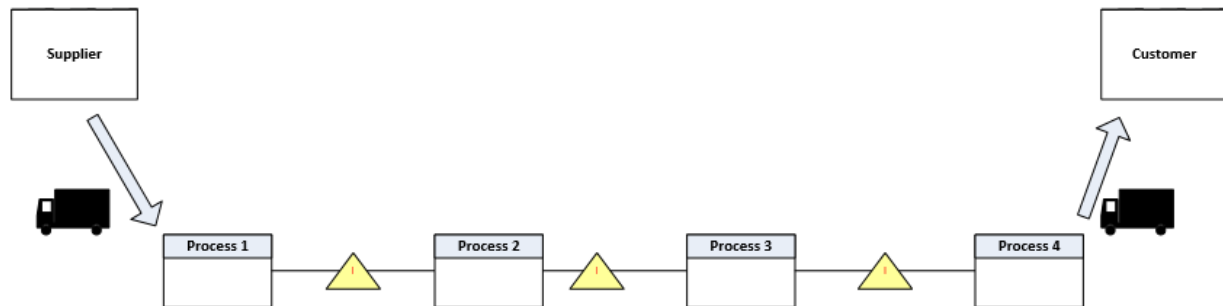 Supplier
Customer
Process 1
Process 2
Process 3
Process 4
I
I
I